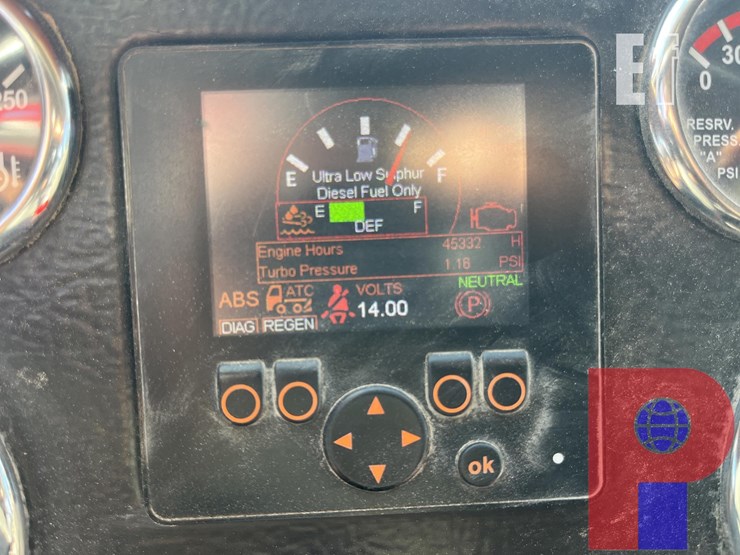 250
ET
0
30
RESRV.
PRESS.
"A"
PSI
E F
Ultra Low Sulphur
Diesel Fuel Only
E F
DEF
Engine Hours 45332 H
Turbo Pressure 1.16 PSI
NEUTRAL
ABS ATC VOLTS
14.00
P
DIAG REGEN
ok
P